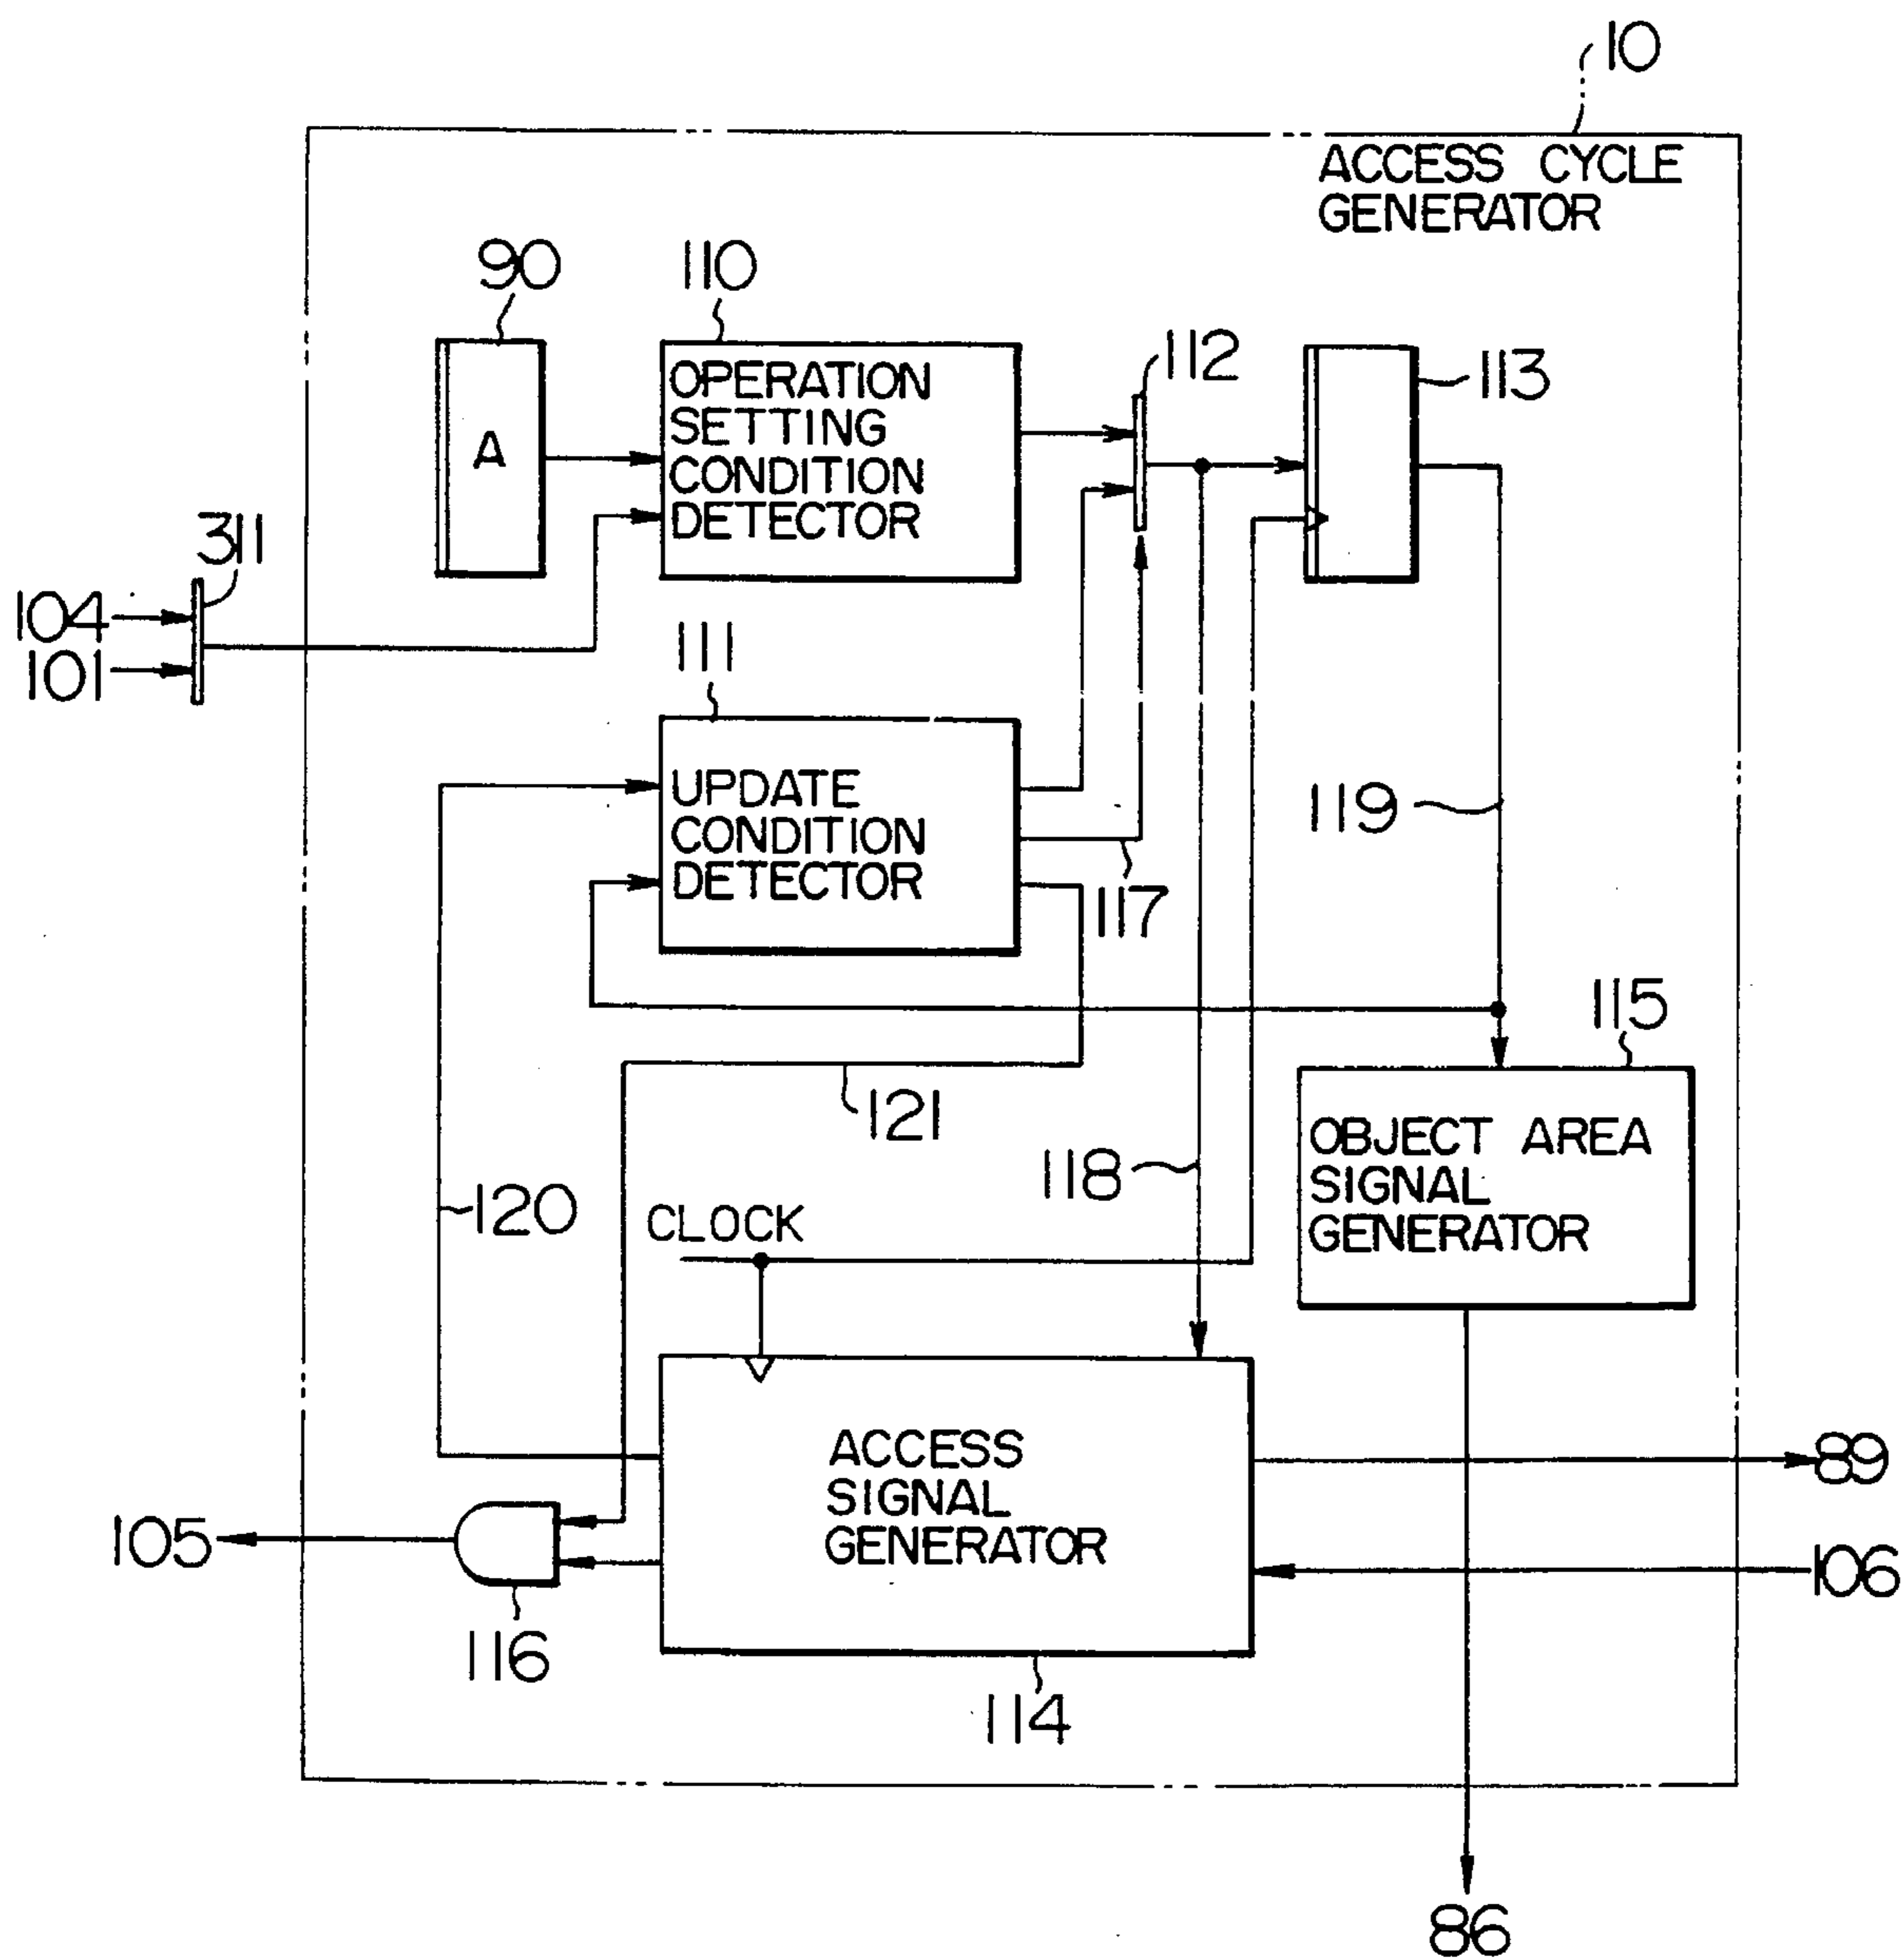 10
ACCESS CYCLE
GENERATOR
90
110
112
113
A
OPERATION
SETTING
CONDITION
DETECTOR
311
104
101
111
UPDATE
CONDITION
DETECTOR
117
119
115
121
118
120
CLOCK
OBJECT AREA
SIGNAL
GENERATOR
ACCESS
SIGNAL
GENERATOR
89
105
106
116
114
86